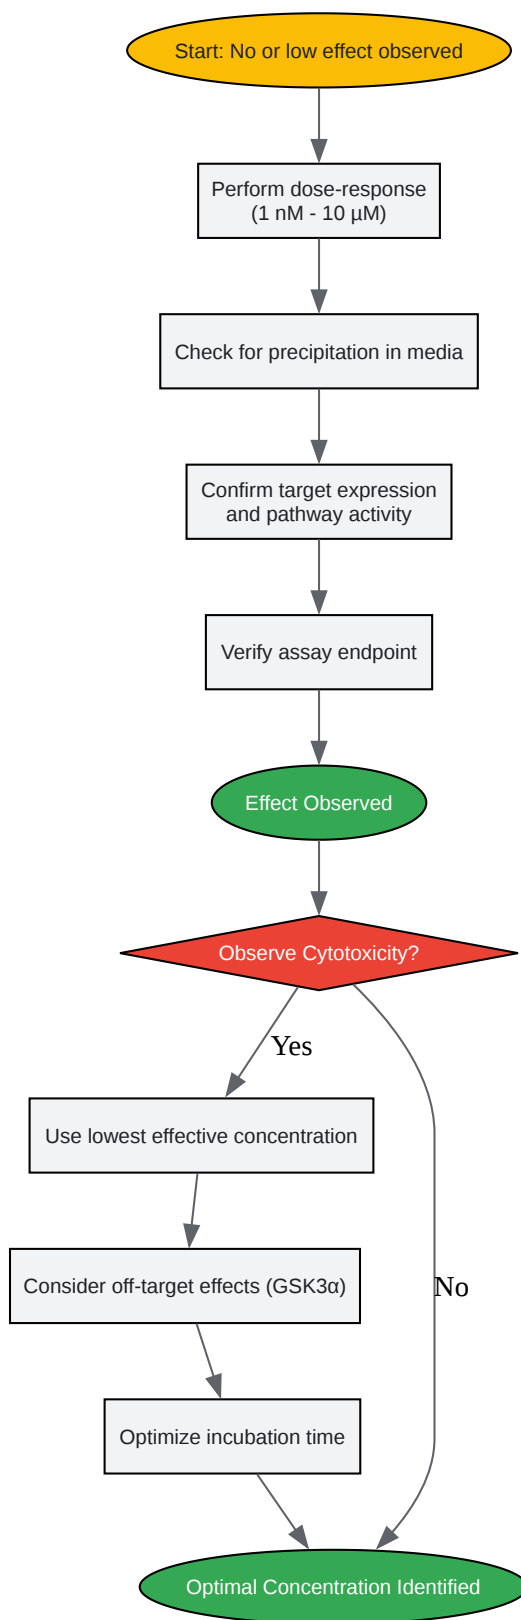 Start: No or low effect observed
Perform dose-response
(1 nM - 10 µM)
Check for precipitation in media
Confirm target expression
and pathway activity
Verify assay endpoint
Effect Observed
Observe Cytotoxicity?
Yes
Use lowest effective concentration
Consider off-target effects (GSK3α)
No
Optimize incubation time
Optimal Concentration Identified